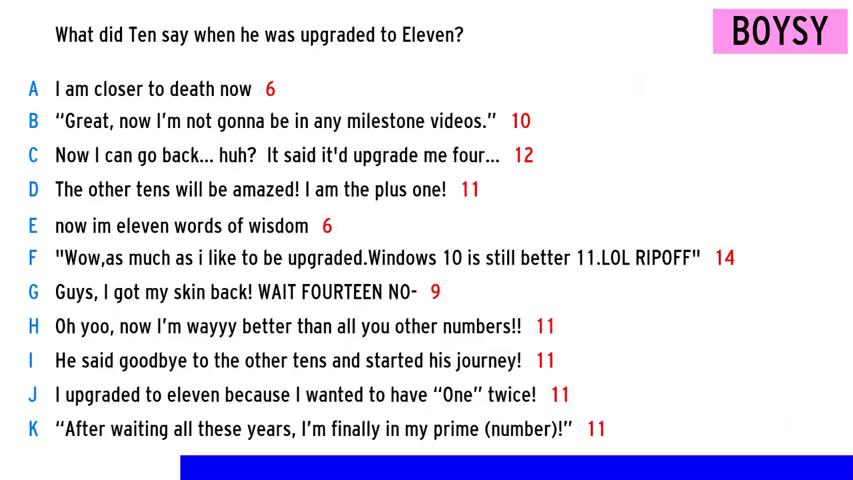 What did Ten say when he was upgraded to Eleven?
BOYSY
A I am closer to death now 6
B “Great, now I’m not gonna be in any milestone videos.” 10
C Now I can go back... huh? It said it'd upgrade me four... 12
D The other tens will be amazed! I am the plus one! 11
E now im eleven words of wisdom 6
F "Wow,as much as i like to be upgraded.Windows 10 is still better 11.LOL RIPOFF" 14
G Guys, I got my skin back! WAIT FOURTEEN NO- 9
H Oh yoo, now I’m wayyy better than all you other numbers!! 11
I He said goodbye to the other tens and started his journey! 11
J I upgraded to eleven because I wanted to have “One” twice! 11
K “After waiting all these years, I’m finally in my prime (number)!” 11